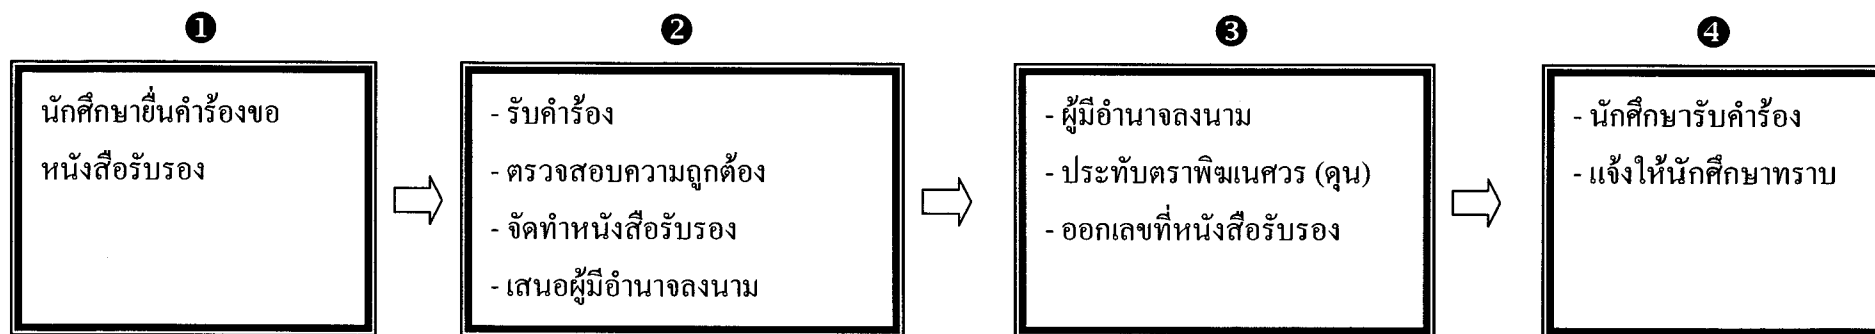 ❶
นักศึกษายื่นคำร้องขอ
หนังสือรับรอง
❷
- รับคำร้อง
- ตรวจสอบความถูกต้อง
- จัดทำหนังสือรับรอง
- เสนอผู้มีอำนาจลงนาม
❸
- ผู้มีอำนาจลงนาม
- ประทับตราพิฆเนศวร (ดุน)
- ออกเลขที่หนังสือรับรอง
❹
- นักศึกษารับคำร้อง
- แจ้งให้นักศึกษาทราบ